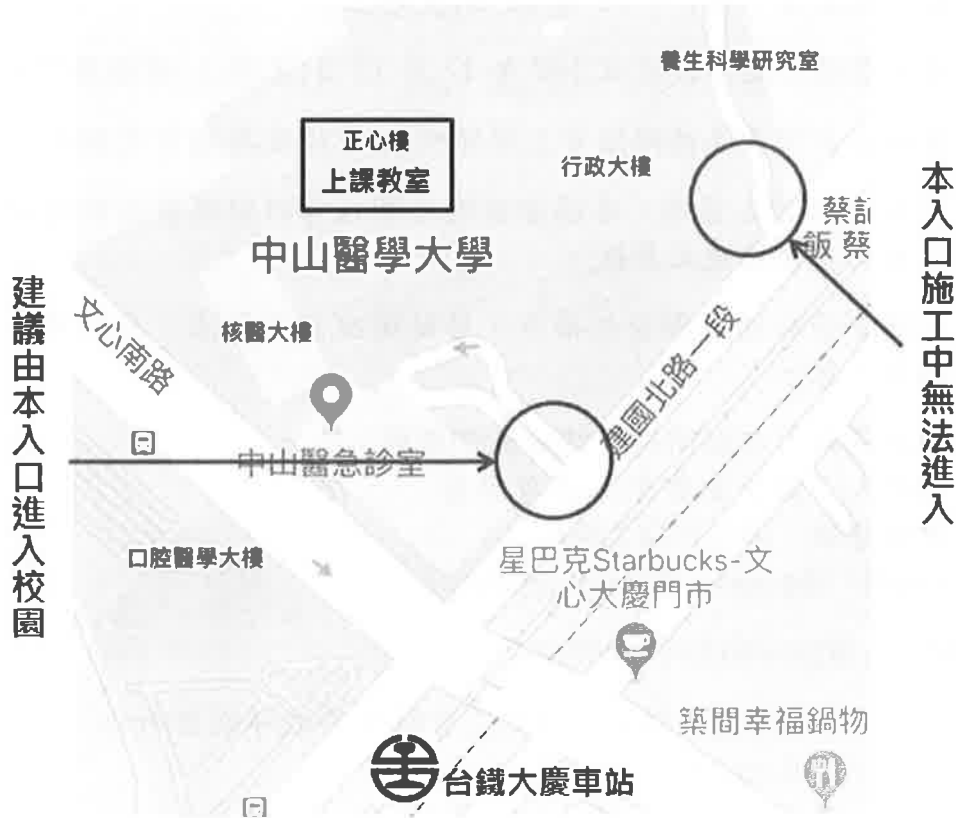 養生科學研究室
正心樓
上課教室
行政大樓
蔡記
飯 蔡
本入口施工中無法進入
中山醫學大學
建議由本入口進入校園
文心南路
核醫大樓
建國北路一段
中山醫急診室
口腔醫學大樓
星巴克Starbucks-文
心大慶門市
築間幸福鍋物
台鐵大慶車站